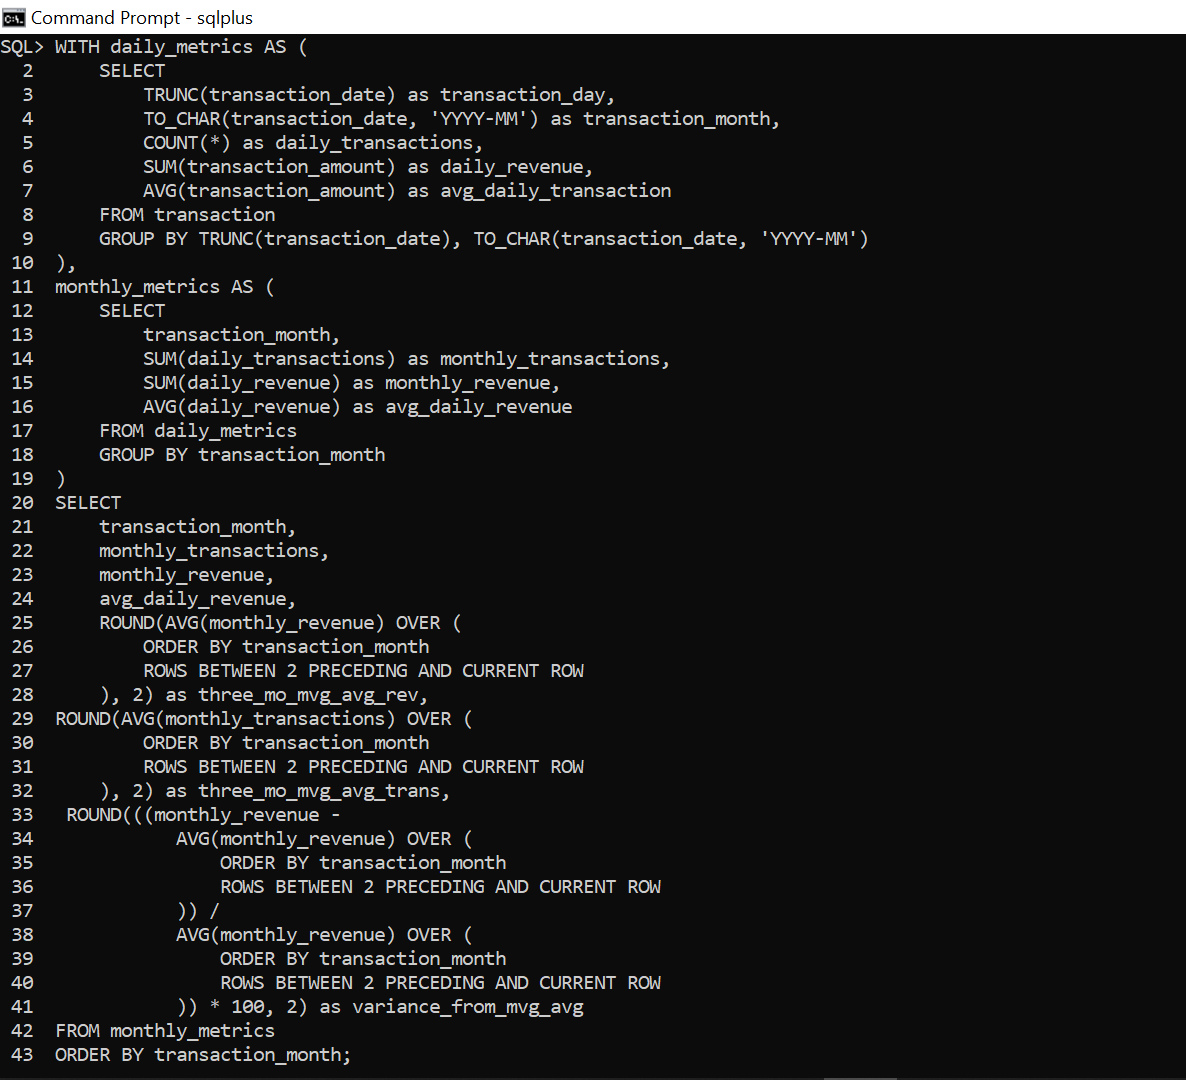 Command Prompt - sqlplus
SQL> WITH daily_metrics AS (
  2      SELECT
  3          TRUNC(transaction_date) as transaction_day,
  4          TO_CHAR(transaction_date, 'YYYY-MM') as transaction_month,
  5          COUNT(*) as daily_transactions,
  6          SUM(transaction_amount) as daily_revenue,
  7          AVG(transaction_amount) as avg_daily_transaction
  8      FROM transaction
  9      GROUP BY TRUNC(transaction_date), TO_CHAR(transaction_date, 'YYYY-MM')
 10  ),
 11  monthly_metrics AS (
 12      SELECT
 13          transaction_month,
 14          SUM(daily_transactions) as monthly_transactions,
 15          SUM(daily_revenue) as monthly_revenue,
 16          AVG(daily_revenue) as avg_daily_revenue
 17      FROM daily_metrics
 18      GROUP BY transaction_month
 19  )
 20  SELECT
 21      transaction_month,
 22      monthly_transactions,
 23      monthly_revenue,
 24      avg_daily_revenue,
 25      ROUND(AVG(monthly_revenue) OVER (
 26          ORDER BY transaction_month
 27          ROWS BETWEEN 2 PRECEDING AND CURRENT ROW
 28      ), 2) as three_mo_mvg_avg_rev,
 29  ROUND(AVG(monthly_transactions) OVER (
 30          ORDER BY transaction_month
 31          ROWS BETWEEN 2 PRECEDING AND CURRENT ROW
 32      ), 2) as three_mo_mvg_avg_trans,
 33   ROUND(((monthly_revenue -
 34             AVG(monthly_revenue) OVER (
 35                 ORDER BY transaction_month
 36                 ROWS BETWEEN 2 PRECEDING AND CURRENT ROW
 37             )) /
 38             AVG(monthly_revenue) OVER (
 39                 ORDER BY transaction_month
 40                 ROWS BETWEEN 2 PRECEDING AND CURRENT ROW
 41             )) * 100, 2) as variance_from_mvg_avg
 42  FROM monthly_metrics
 43  ORDER BY transaction_month;